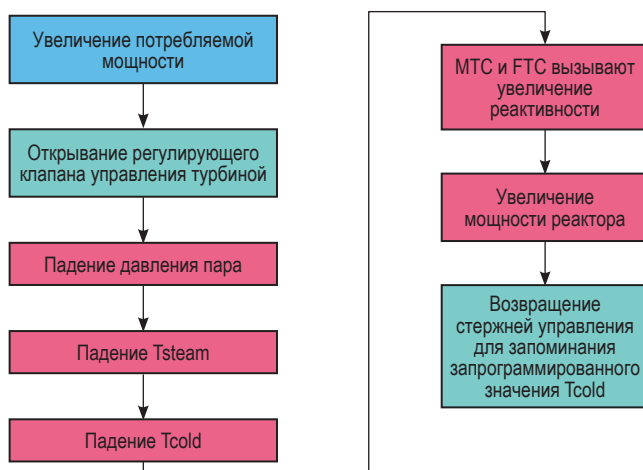 Увеличение потребляемой
мощности
Открывание регулирующего
клапана управления турбиной
Падение давления пара
Падение Tsteam
Падение Tcold
МТС и FTC вызывают
увеличение
реактивности
Увеличение
мощности реактора
Возвращение
стержней управления
для запоминания
запрограммированного
значения Tcold